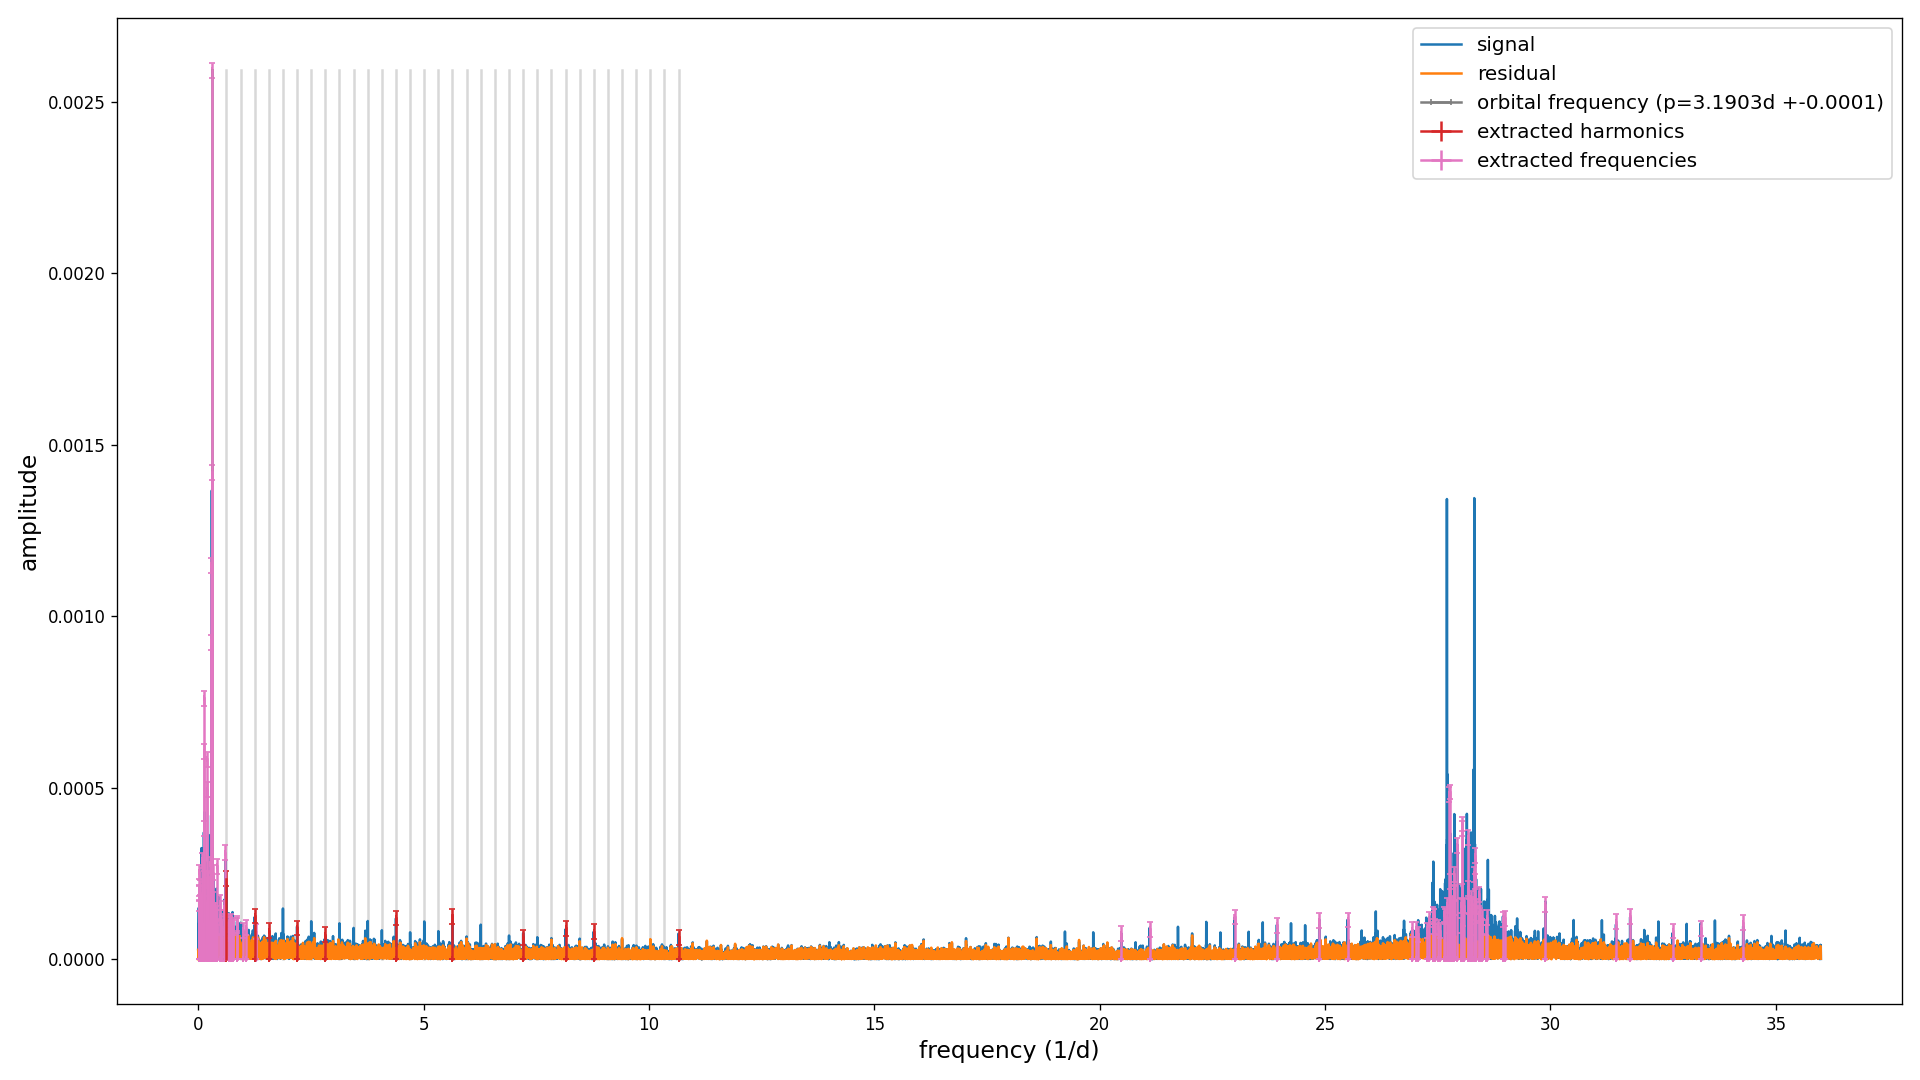 signal
residual
orbital frequency (p=3.1903d +-0.0001)
extracted harmonics
extracted frequencies
amplitude
0.0025
0.0020
0.0015
0.0010
0.0005
0.0000
0 5 10 15 20 25 30 35
frequency (1/d)